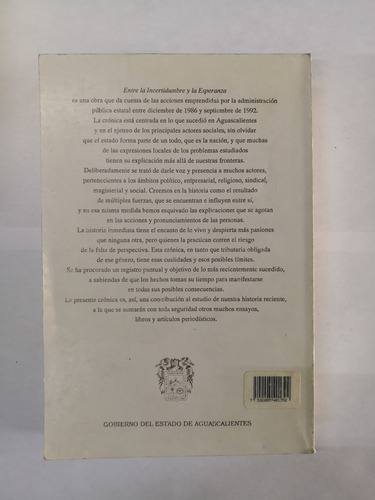 Entre la Incertidumbre y la Esperanza
es una obra que da cuenta de las acciones emprendidas por la administración
pública estatal entre diciembre de 1986 y septiembre de 1992.
La crónica está centrada en lo que sucedió en Aguascalientes
y en el ejetreo de los principales actores sociales, sin olvidar
que el estado forma parte de un todo, que es la nación, y que muchas
de las expresiones locales de los problemas estudiados
tienen su explicación más allá de nuestras fronteras.
Deliberadamente se trató de darle voz y presencia a muchos actores,
pertenecientes a los ámbitos político, empresarial, religioso, sindical,
magisterial y social. Creemos en la historia como el resultado
de múltiples fuerzas, que se encuentran e influyen entre sí,
y en esa misma medida hemos esquivado las explicaciones que se agotan
en las acciones y pronunciamientos de las personas.
La historia inmediata tiene el encanto de lo vivo y despierta más pasiones
que ninguna otra, pero quienes la practican corren el riesgo
de la falta de perspectiva. Esta crónica, en tanto que tributaria obligada
de ese género, tiene esas cualidades y esos posibles límites.
Se ha procurado un registro puntual y objetivo de lo más recientemente sucedido,
a sabiendas de que los hechos toman su tiempo para manifestarse
en todas sus posibles consecuencias.
La presente crónica es, así, una contribución al estudio de nuestra historia reciente,
a la que se sumarán con toda seguridad otros muchos ensayos,
libros y artículos periodísticos.
GOBIERNO DEL ESTADO DE AGUASCALIENTES